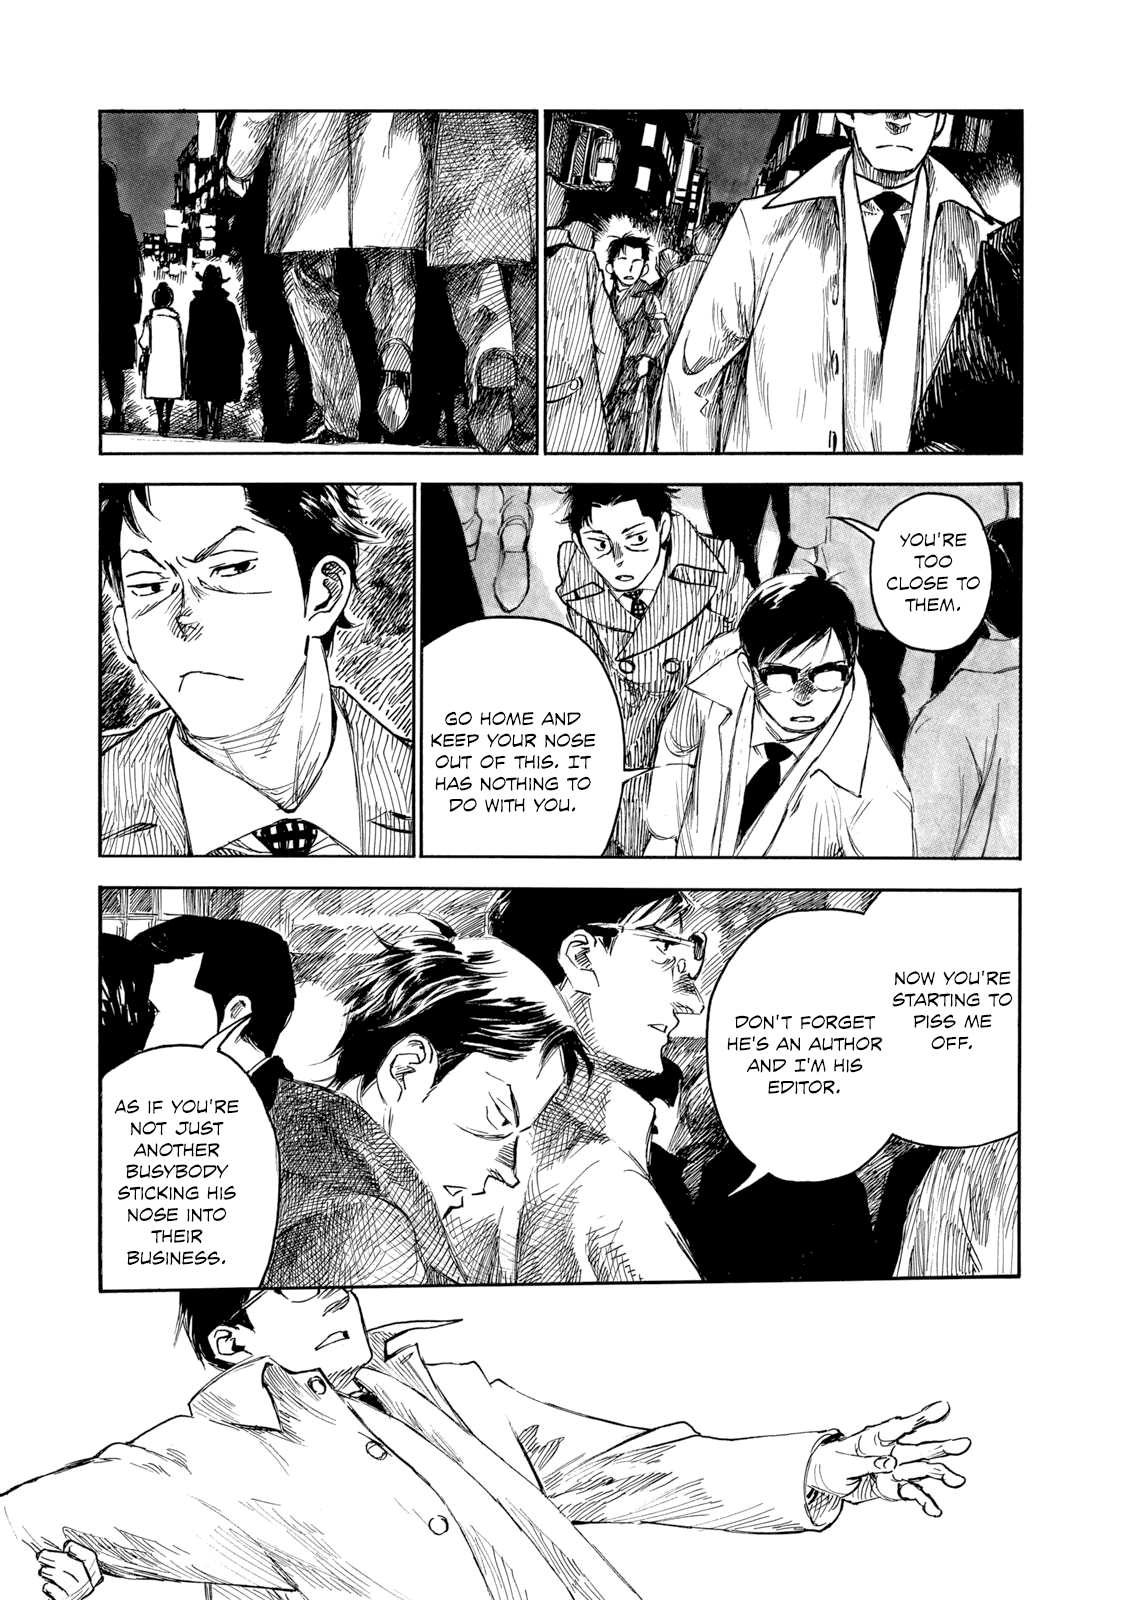 YOU'RE
TOO
CLOSE TO
THEM.
GO HOME AND
KEEP YOUR NOSE
OUT OF THIS. IT
HAS NOTHING TO
DO WITH YOU.
NOW YOU'RE
STARTING TO
PISS ME
OFF.
DON'T FORGET
HE'S AN AUTHOR
AND I'M HIS
EDITOR.
AS IF YOU'RE
NOT JUST
ANOTHER
BUSYBODY
STICKING HIS
NOSE INTO
THEIR
BUSINESS.